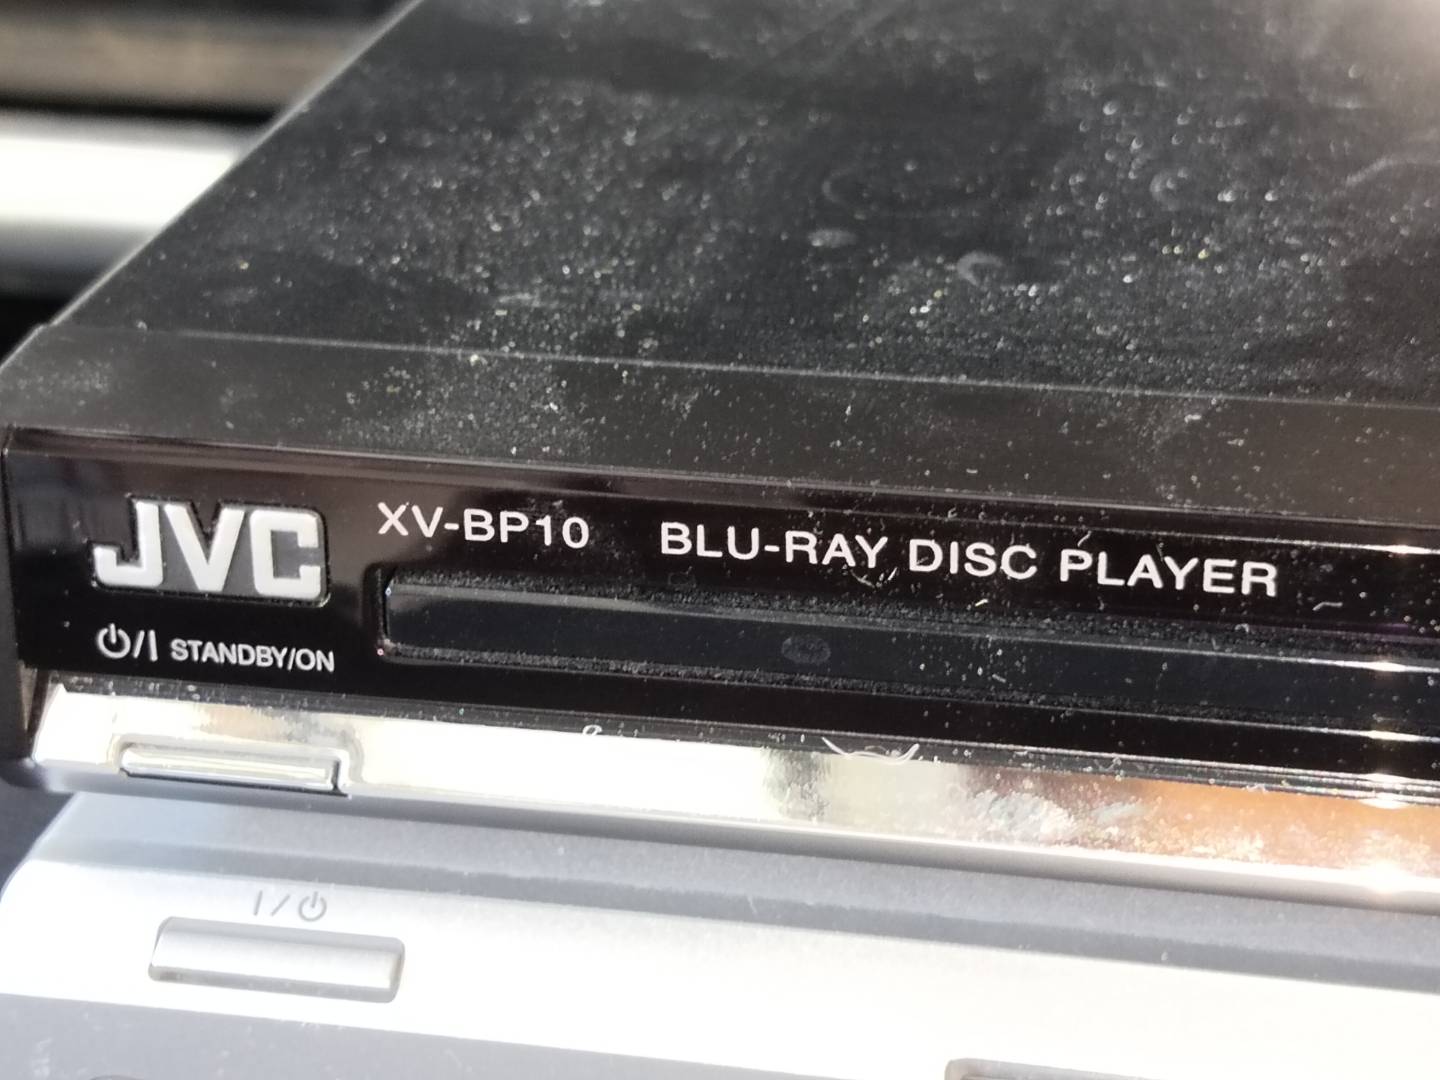 JVC
XV-BP10 BLU-RAY DISC PLAYER
⏻/I STANDBY/ON
I/⏻